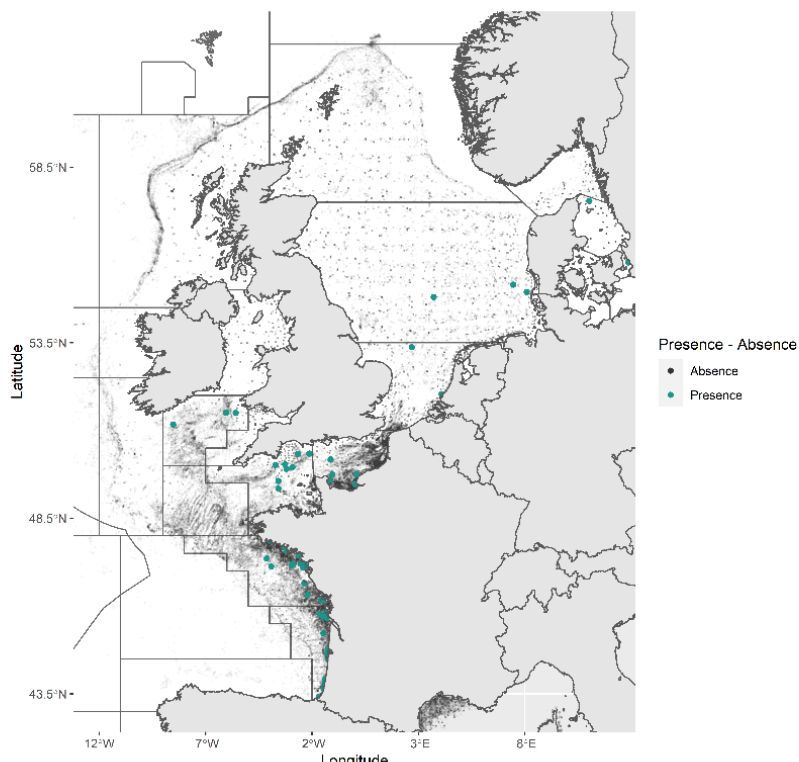 58.5°N
53.5°N
48.5°N
43.5°N
Latitude
12°W
7°W
2°W
3°E
8°E
Longitude
Presence - Absence
Absence
Presence